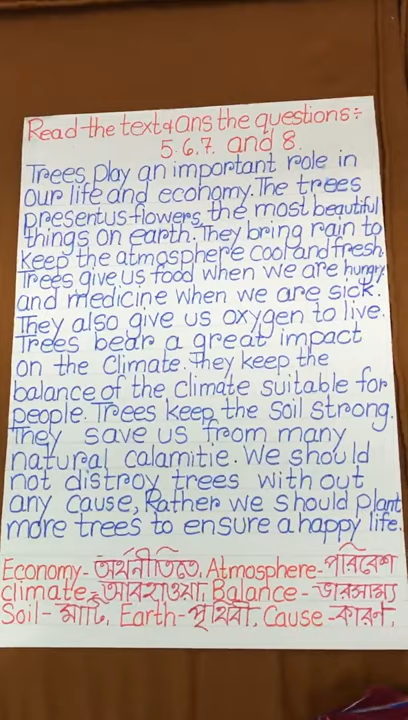 Read the text & ans the questions÷
5.6.7. and 8.
Trees play an important role in
our life and economy. The trees
present us flowers, the most beautiful
things on earth. They bring rain to
keep the atmosphere cool and fresh.
Trees give us food when we are hungry
and medicine when we are sick.
They also give us oxygen to live.
Trees bear a great impact
on the Climate. They keep the
balance of the climate suitable for
people. Trees keep the soil strong.
They save us from many
natural calamitie. We should
not distroy trees with out
any cause, Rather we should plant
more trees to ensure a happy life.
Economy- অর্থনীতিতে, Atmosphere- পরিবেশ
climate- আবহাওয়া, Balance - ভারসাম্য
Soil- মাটি, Earth- পৃথিবী, Cause - কারন,